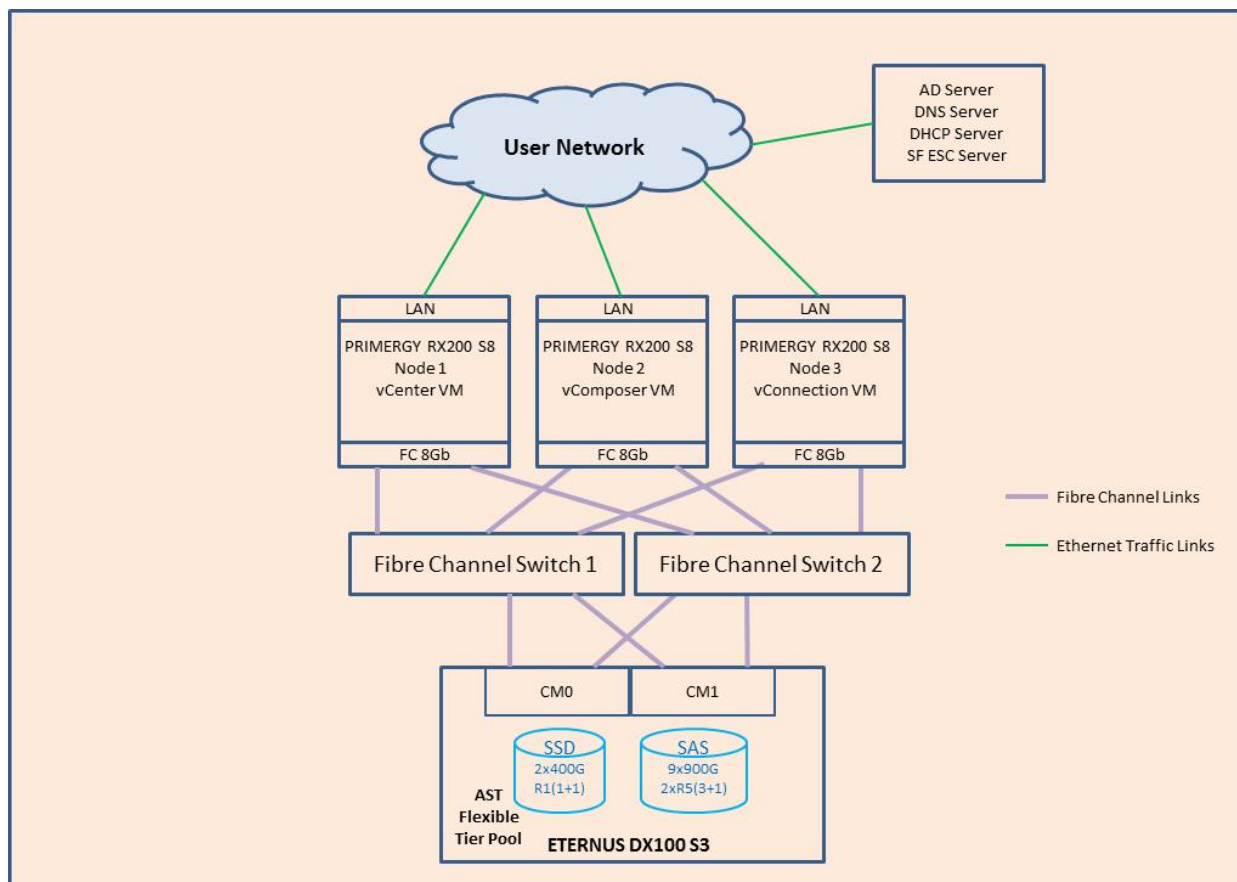 AD Server
DNS Server
DHCP Server
SF ESC Server
User Network
LAN
PRIMERGY RX200 S8
Node 1
vCenter VM
FC 8Gb
LAN
PRIMERGY RX200 S8
Node 2
vComposer VM
FC 8Gb
LAN
PRIMERGY RX200 S8
Node 3
vConnection VM
FC 8Gb
Fibre Channel Links
Ethernet Traffic Links
Fibre Channel Switch 1
Fibre Channel Switch 2
CM0
CM1
SSD
2x400G
R1(1+1)
SAS
9x900G
2xR5(3+1)
AST
Flexible
Tier Pool
ETERNUS DX100 S3